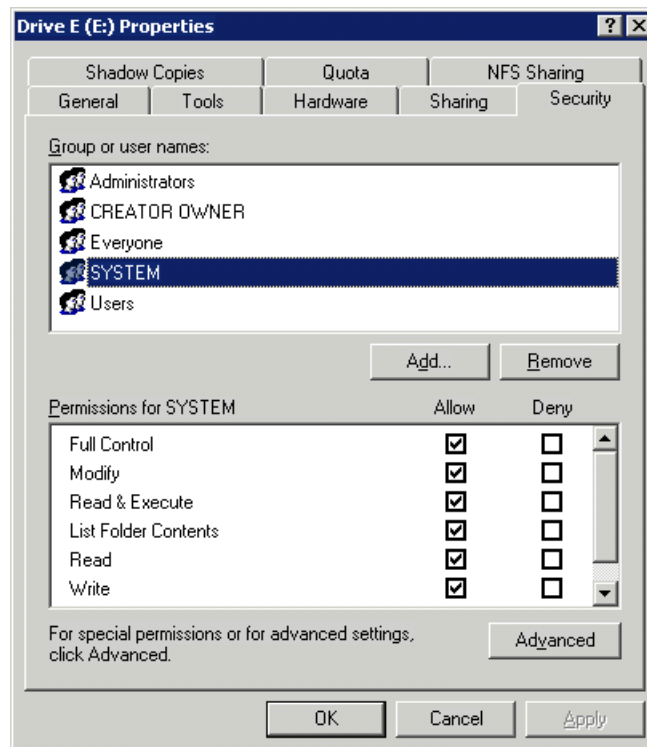 Drive E (E:) Properties
Shadow Copies Quota NFS Sharing
General Tools Hardware Sharing Security
Group or user names:
Administrators
CREATOR OWNER
Everyone
SYSTEM
Users
Add... Remove
Permissions for SYSTEM Allow Deny
Full Control
Modify
Read & Execute
List Folder Contents
Read
Write
For special permissions or for advanced settings,
click Advanced.
Advanced
OK Cancel Apply